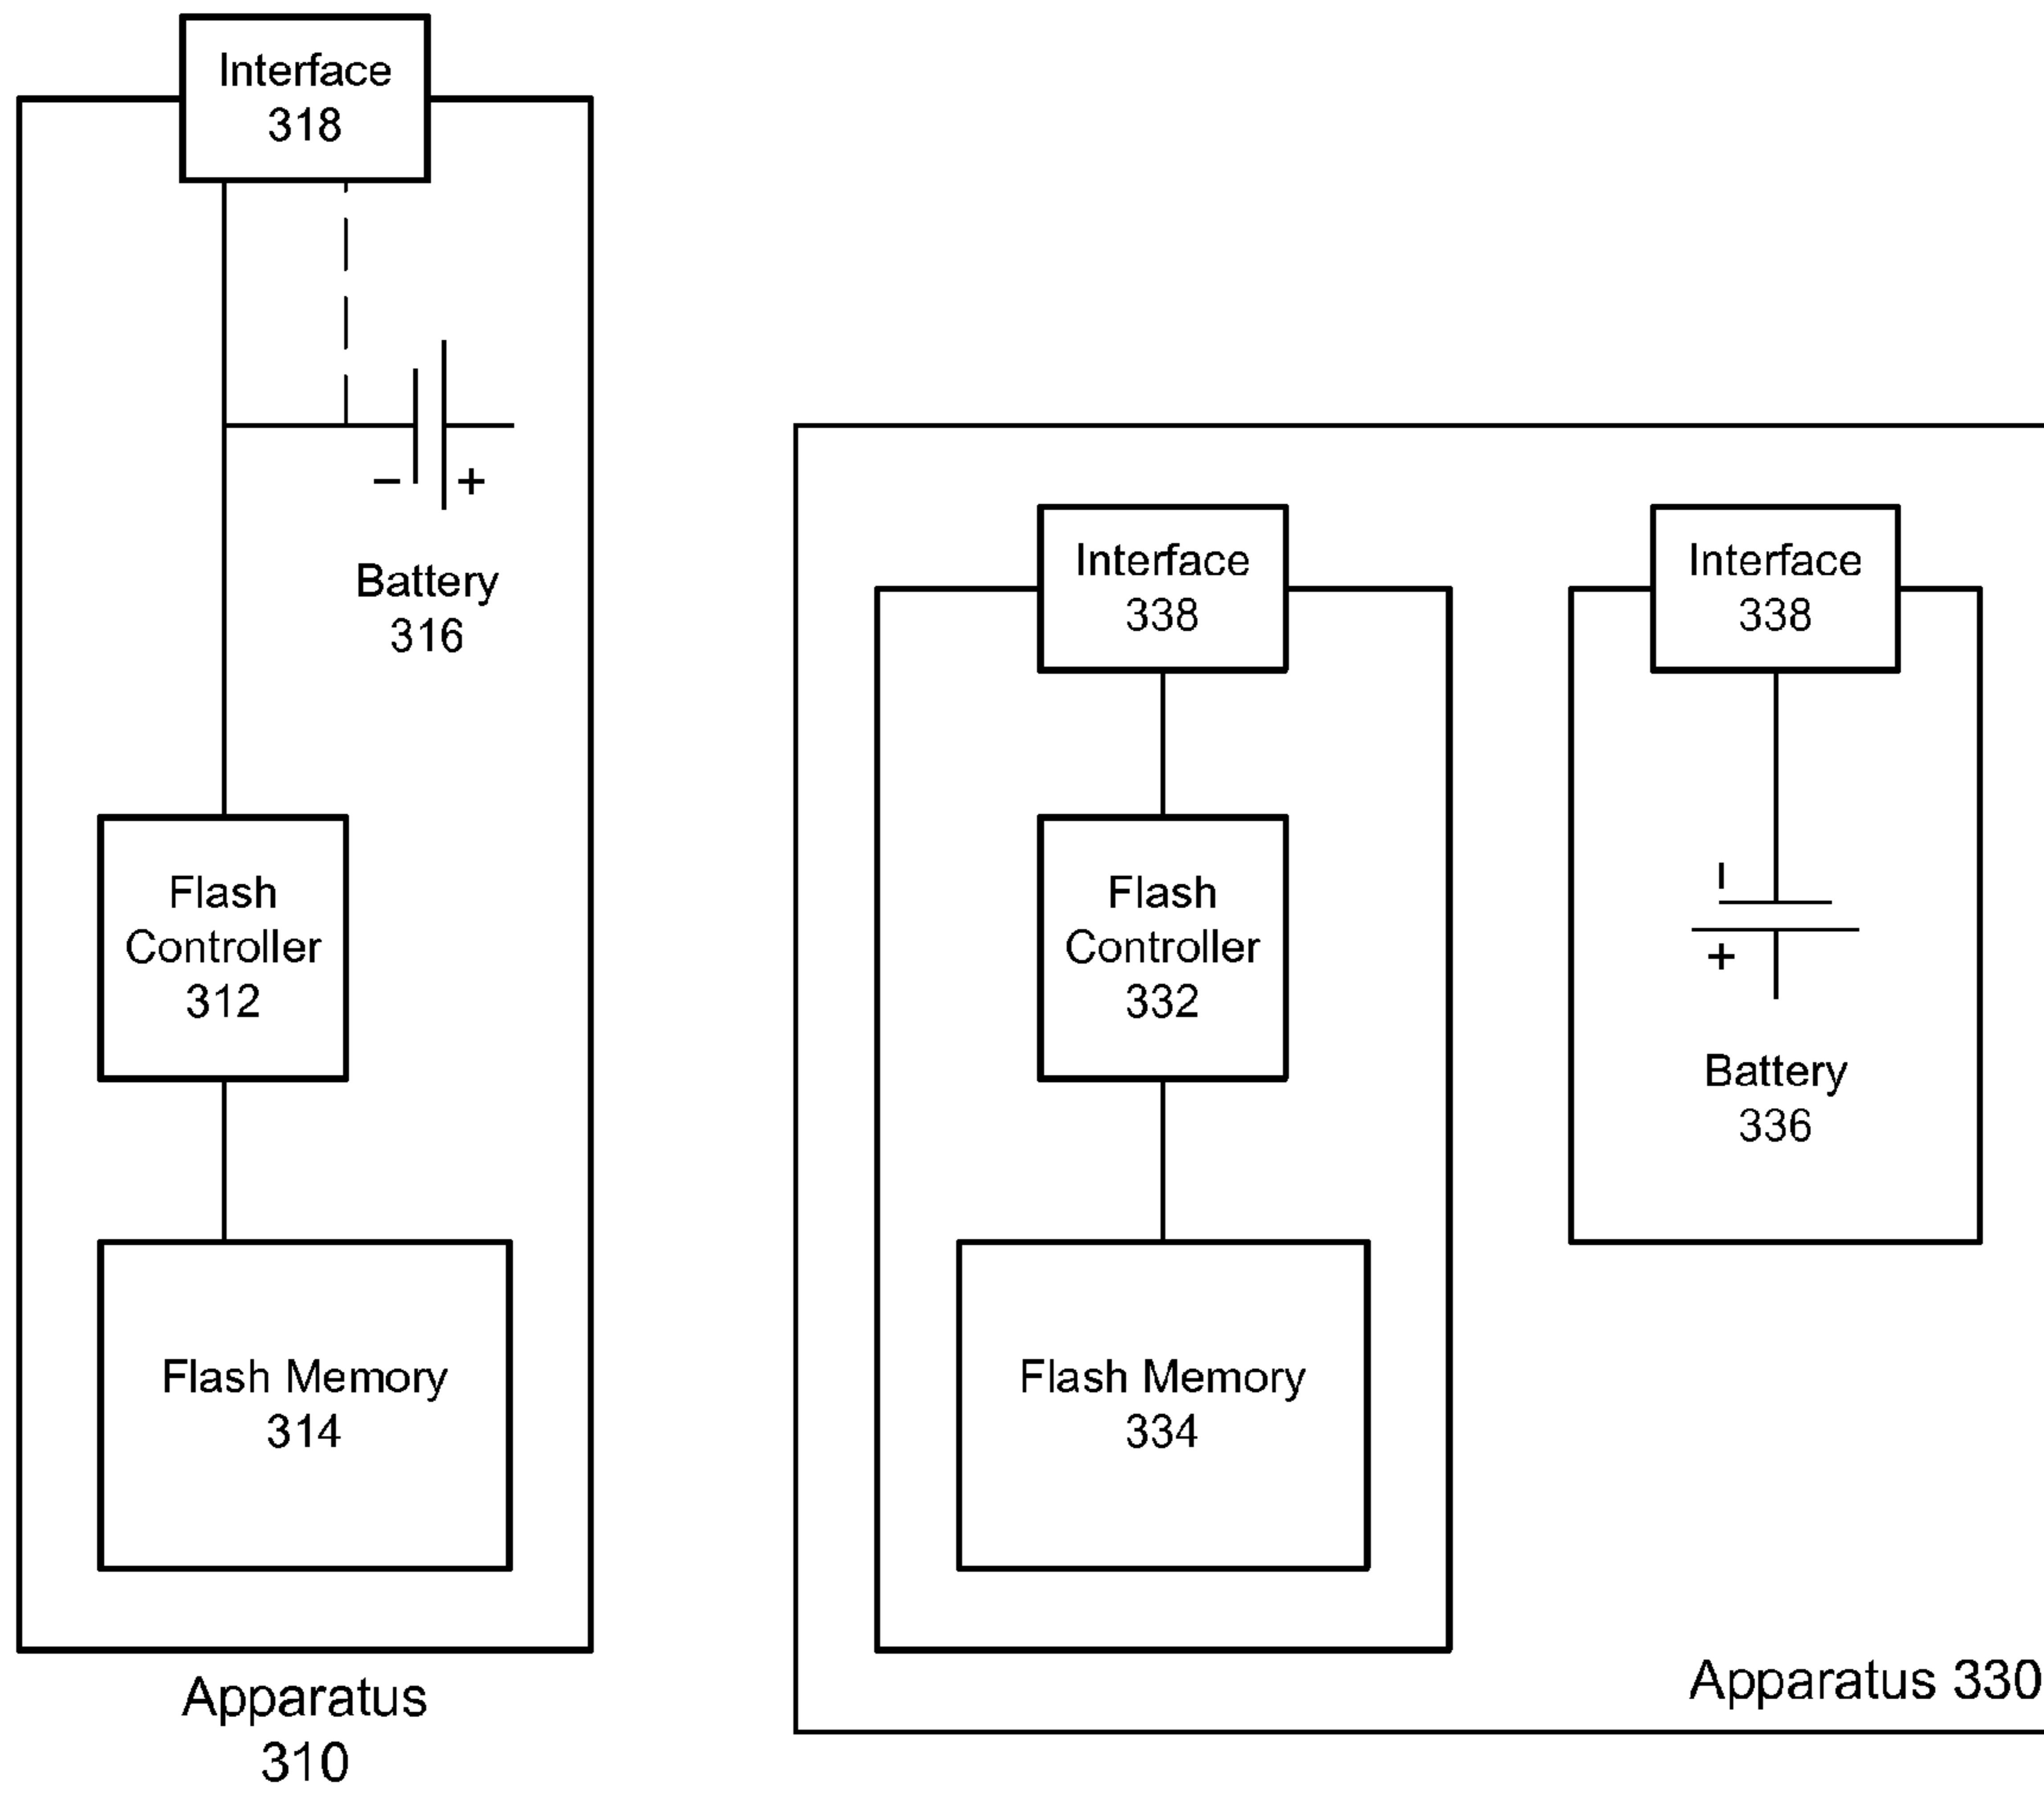 Interface
318
− +
Battery
316
Flash
Controller
312
Flash Memory
314
Apparatus
310
Interface
338
Flash
Controller
332
Flash Memory
334
Interface
338
−
+
Battery
336
Apparatus 330